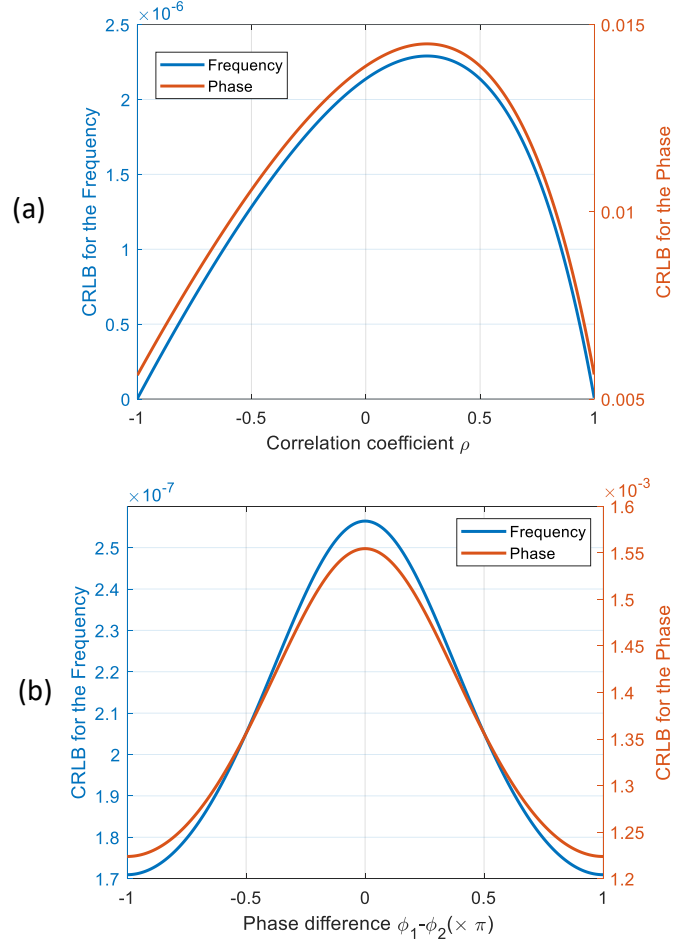 (a)
×10⁻⁶
2.5
2
1.5
1
0.5
0
CRLB for the Frequency
Frequency
Phase
0.015
0.01
0.005
CRLB for the Phase
-1 -0.5 0 0.5 1
Correlation coefficient ρ
(b)
×10⁻⁷
2.5
2.4
2.3
2.2
2.1
2
1.9
1.8
1.7
CRLB for the Frequency
Frequency
Phase
×10⁻³
1.6
1.55
1.5
1.45
1.4
1.35
1.3
1.25
1.2
CRLB for the Phase
-1 -0.5 0 0.5 1
Phase difference ϕ₁-ϕ₂(× π)